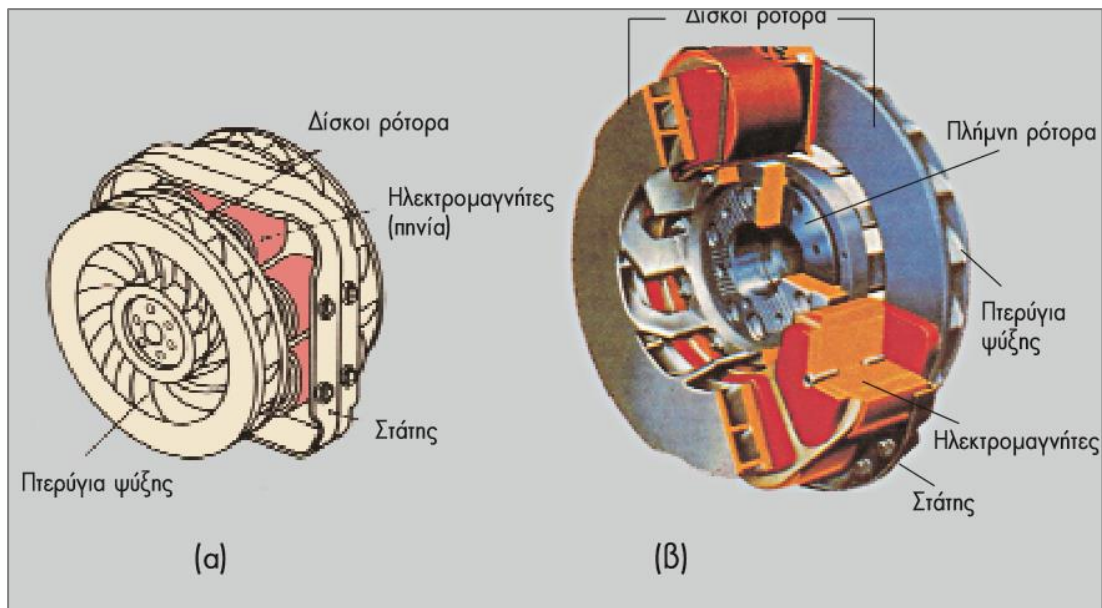 Δίσκοι ρότορα
Ηλεκτρομαγνήτες
(πηνία)
Στάτης
Πτερύγια ψύξης
(α)
Δίσκοι ρότορα
Πλήμνη ρότορα
Πτερύγια
ψύξης
Ηλεκτρομαγνήτες
Στάτης
(β)